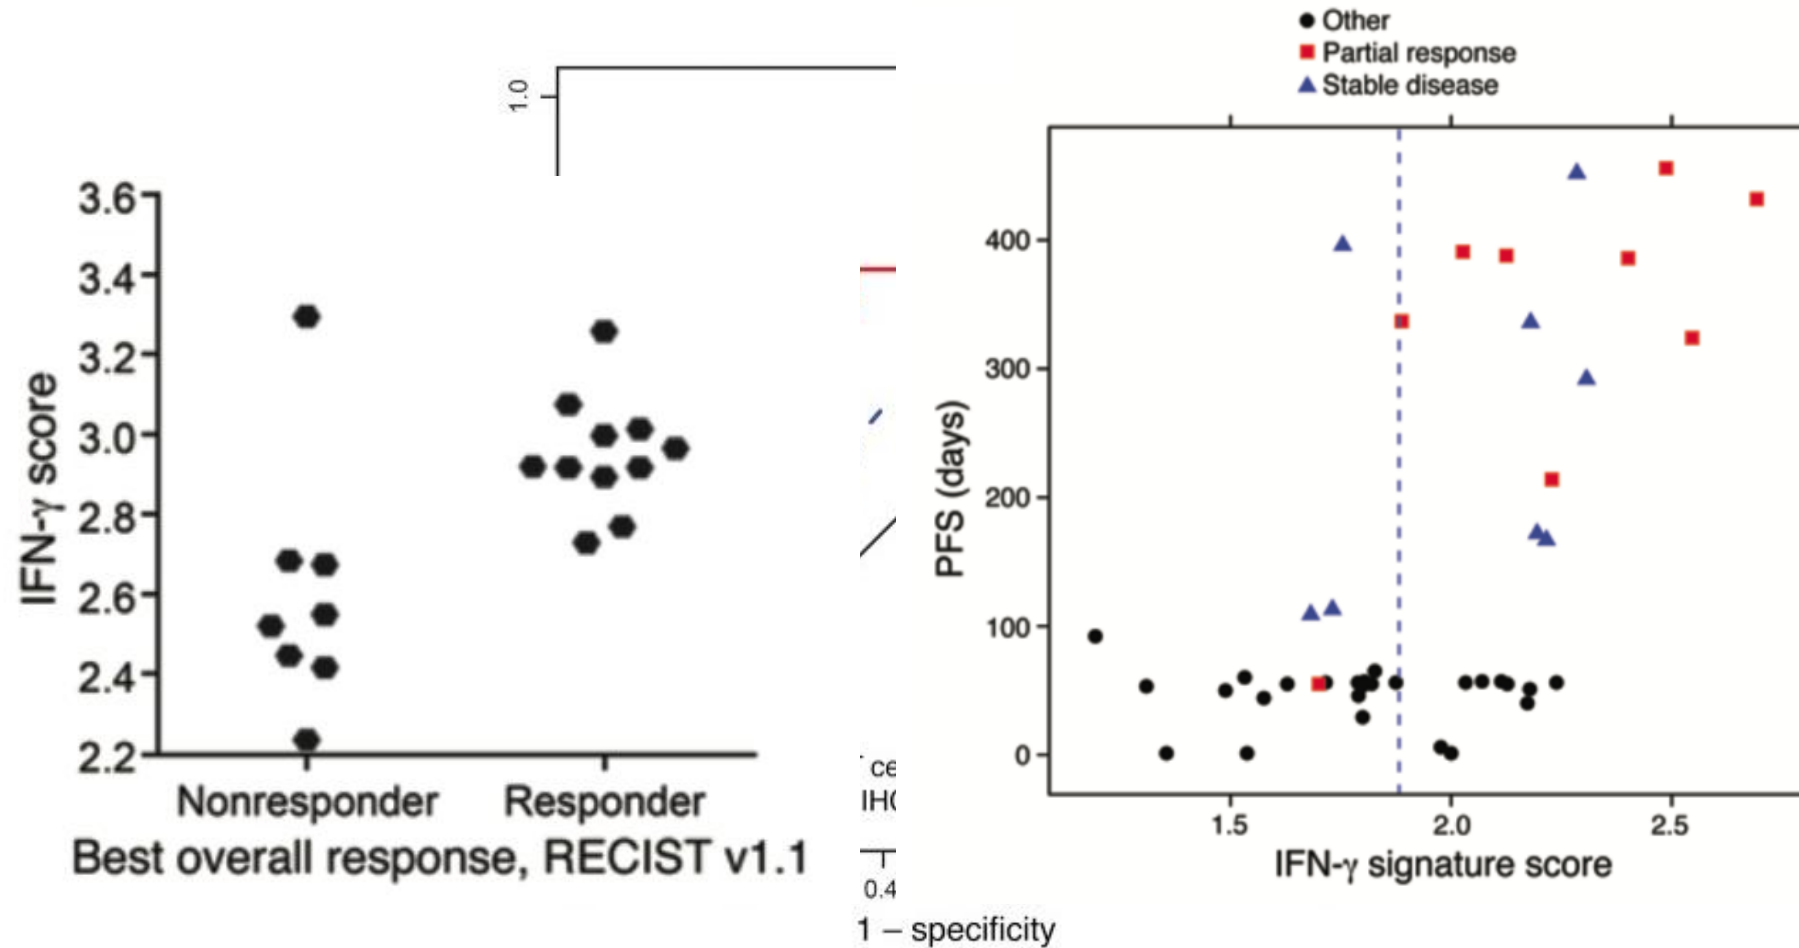 1.0
3.6
3.4
3.2
3.0
2.8
2.6
2.4
2.2
IFN-γ score
Nonresponder
Responder
Best overall response, RECIST v1.1
ce
IHC
0.4
1 – specificity
Other
Partial response
Stable disease
400
300
200
100
0
PFS (days)
1.5
2.0
2.5
IFN-γ signature score